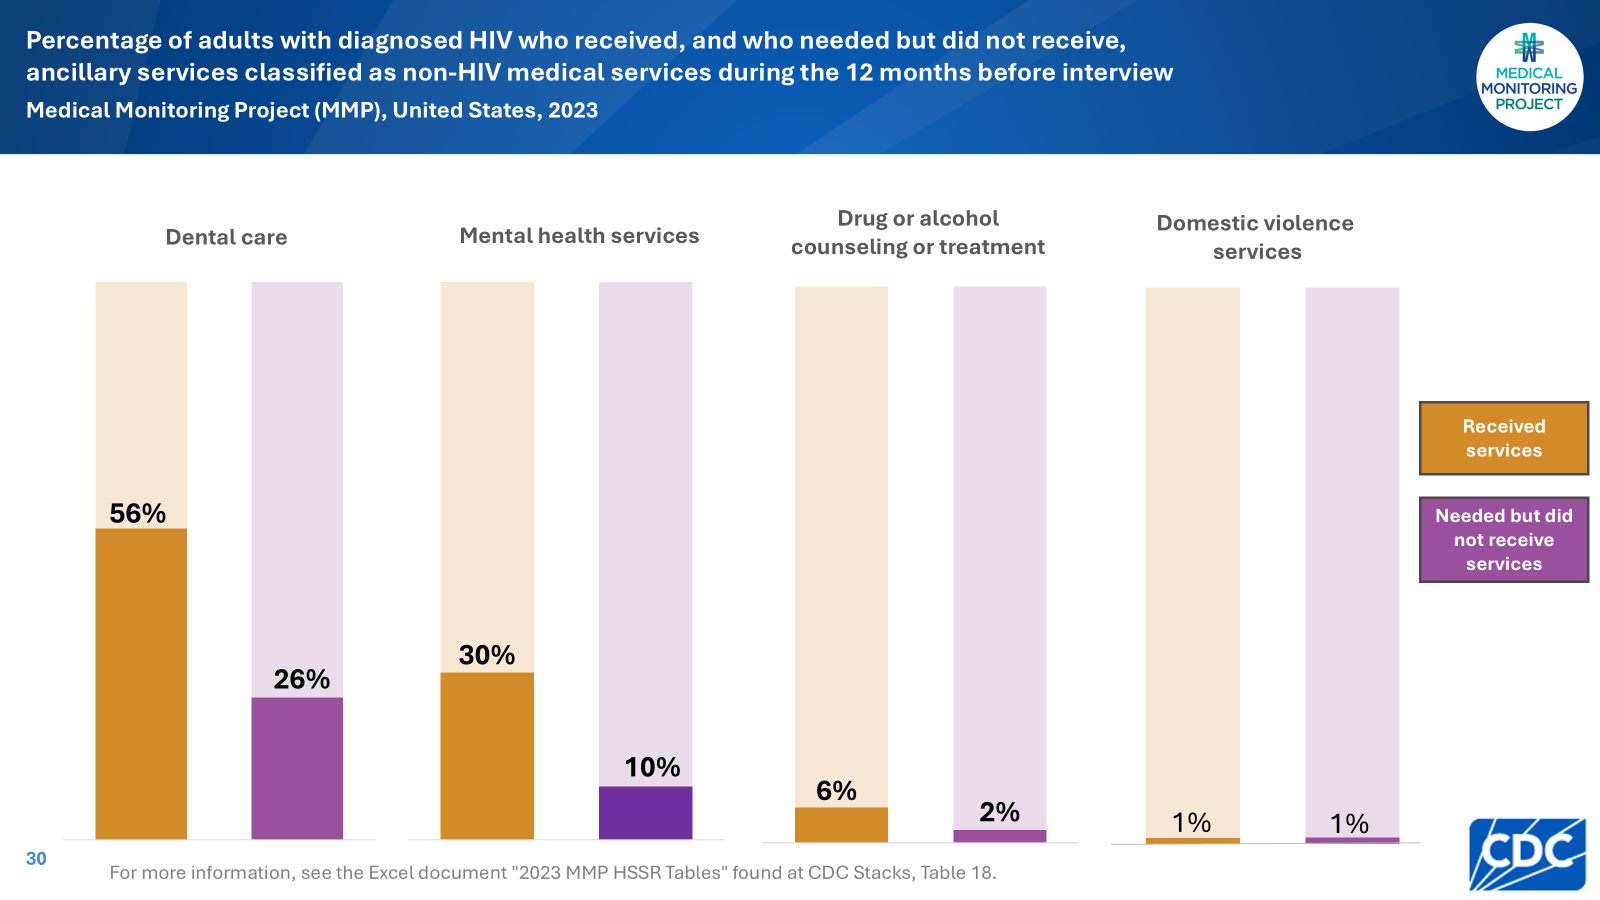 Percentage of adults with diagnosed HIV who received, and who needed but did not receive,
ancillary services classified as non-HIV medical services during the 12 months before interview
Medical Monitoring Project (MMP), United States, 2023
MEDICAL
MONITORING
PROJECT
Dental care
56%
26%
Mental health services
30%
10%
Drug or alcohol
counseling or treatment
6%
2%
Domestic violence
services
1%
1%
Received
services
Needed but did
not receive
services
30
For more information, see the Excel document "2023 MMP HSSR Tables" found at CDC Stacks, Table 18.
CDC